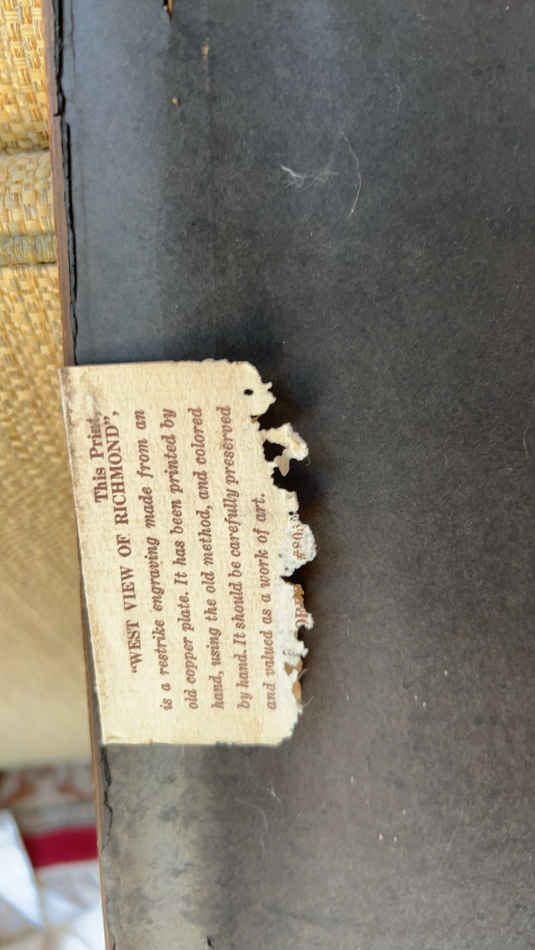 This Print,
"WEST VIEW OF RICHMOND",
is a restrike engraving made from an
old copper plate. It has been printed by
hand, using the old method, and colored
by hand. It should be carefully preserved
and valued as a work of art.